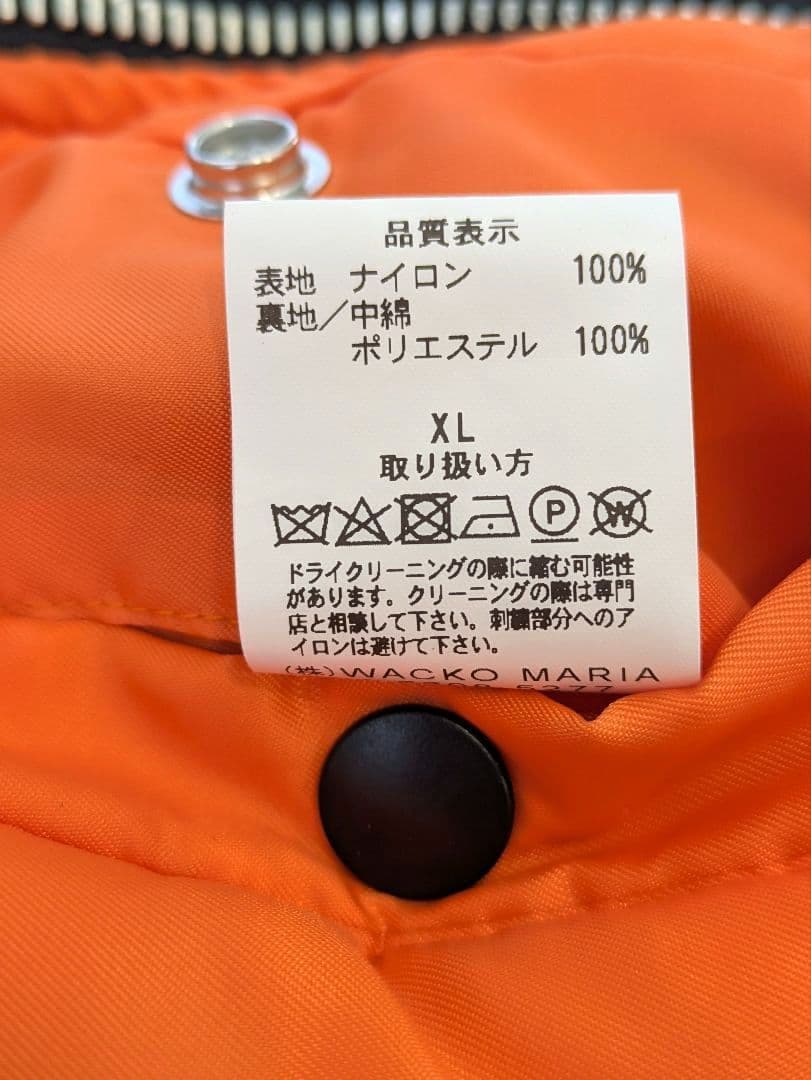 品質表示
表地 ナイロン 100%
裏地/中綿
ポリエステル 100%
XL
取り扱い方
P
W
ドライクリーニングの際に縮む可能性
があります。クリーニングの際は専門
店と相談して下さい。刺繍部分へのア
イロンは避けて下さい。
(株)WACKO MARIA